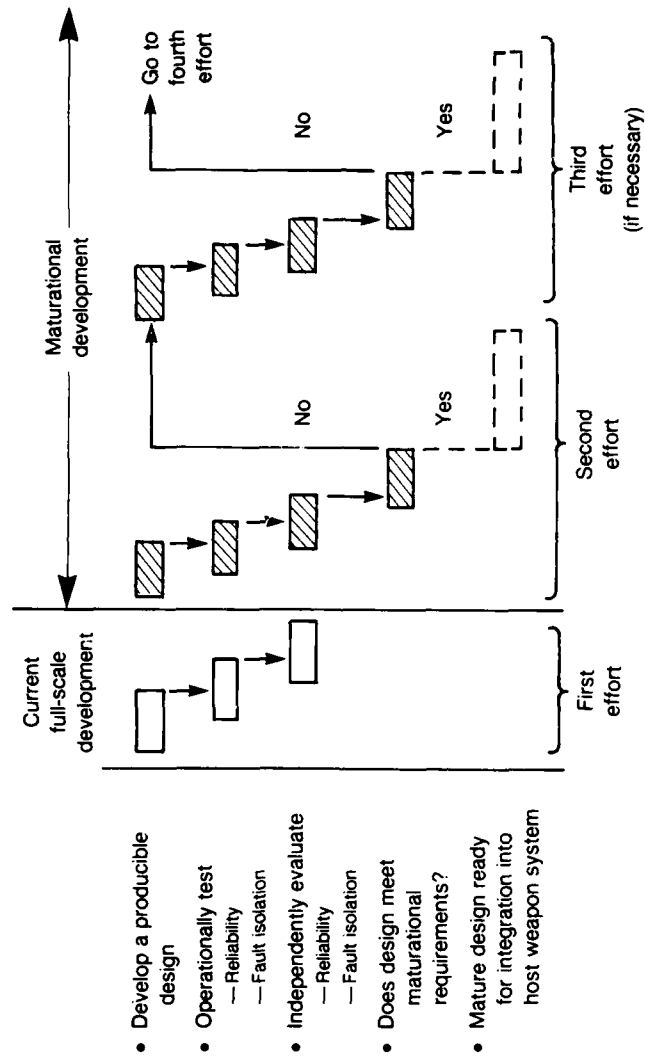 Current
full-scale
development
Maturational
development
• Develop a producible
design
• Operationally test
— Reliability
— Fault isolation
• Independently evaluate
— Reliability
— Fault isolation
• Does design meet
maturational
requirements?
• Mature design ready
for integration into
host weapon system
No
Yes
No
Yes
Go to
fourth
effort
First
effort
Second
effort
Third
effort
(if necessary)